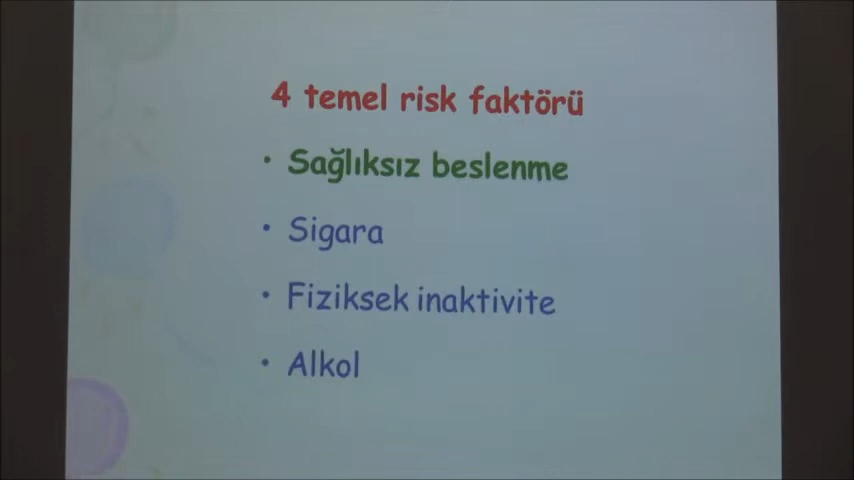 4 temel risk faktörü
• Sağlıksız beslenme
• Sigara
• Fiziksek inaktivite
• Alkol